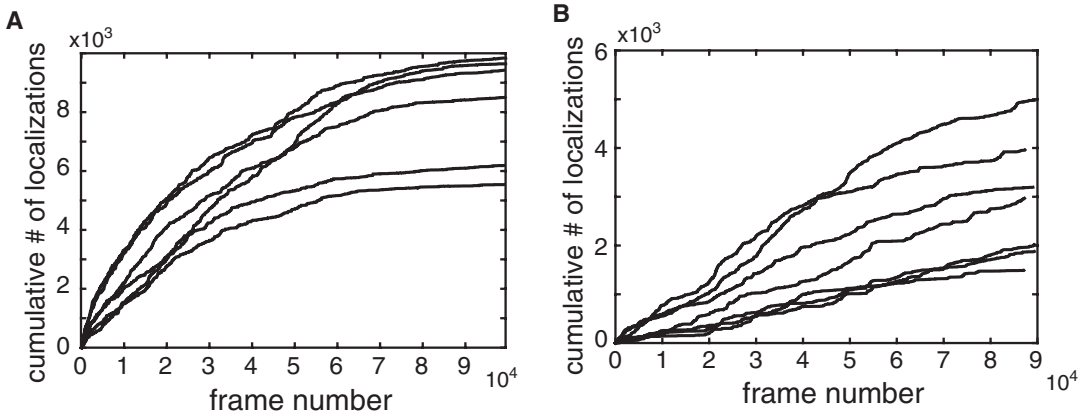 A
x10³
cumulative # of localizations
8
6
4
2
0
0 1 2 3 4 5 6 7 8 9 10⁴
frame number
B
x10³
cumulative # of localizations
6
4
2
0
0 1 2 3 4 5 6 7 8 9 10⁴
frame number